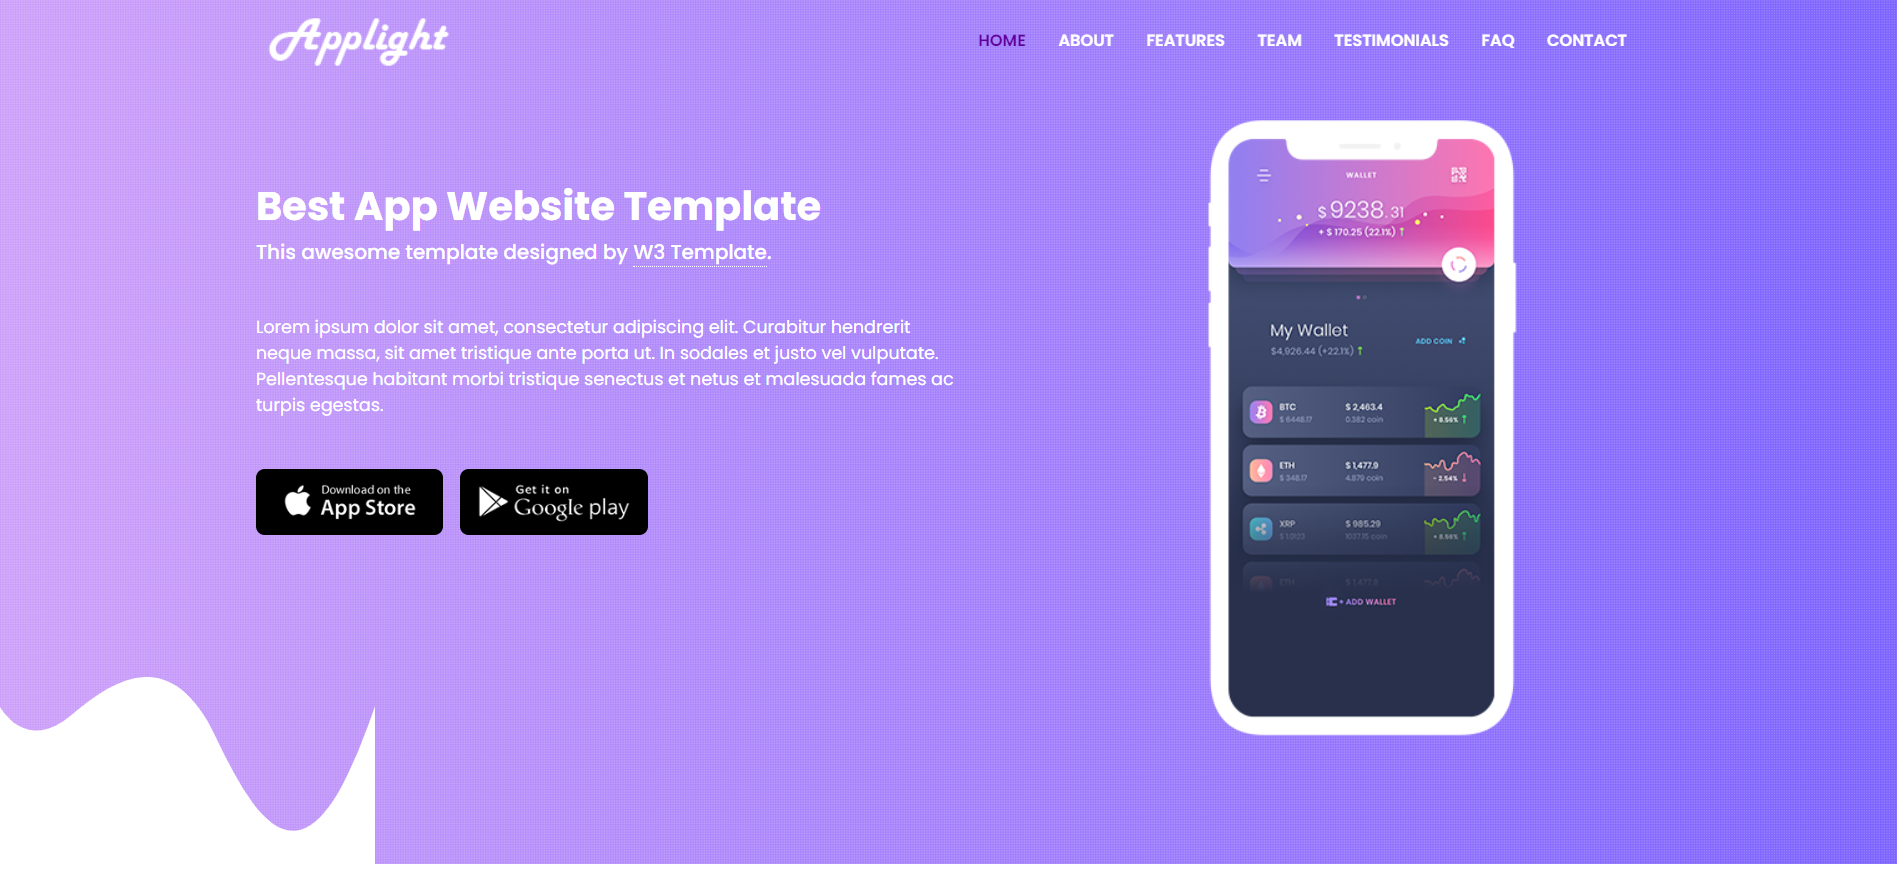 Applight
HOME ABOUT FEATURES TEAM TESTIMONIALS FAQ CONTACT
Best App Website Template
This awesome template designed by W3 Template.
Lorem ipsum dolor sit amet, consectetur adipiscing elit. Curabitur hendrerit
neque massa, sit amet tristique ante porta ut. In sodales et justo vel vulputate.
Pellentesque habitant morbi tristique senectus et netus et malesuada fames ac
turpis egestas.
Download on the
App Store
Get it on
Google play
WALLET
$ 9238.31
+ $ 170.25 (22.1%)
My Wallet
$4,926.44 (+22.1%)
ADD COIN
BTC $ 2,463.4
$ 6448.17 0.382 coin + 8.56%
ETH $ 1,477.9
$ 348.17 4.879 coin - 2.54%
XRP $ 985.29
$ 1.0123 1037.15 coin + 8.56%
ETH $ 1,477.9
+ ADD WALLET